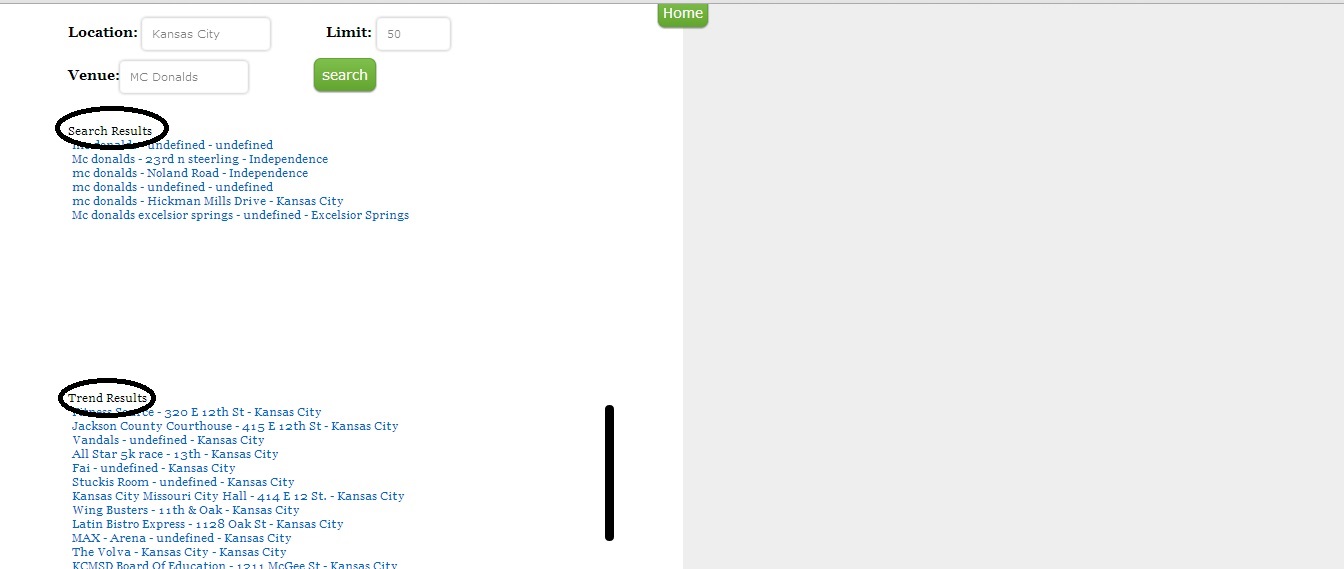 Home
Location: Kansas City Limit: 50
Venue: MC Donalds search
Search Results
mc donalds - undefined - undefined
Mc donalds - 23rd n steerling - Independence
mc donalds - Noland Road - Independence
mc donalds - undefined - undefined
mc donalds - Hickman Mills Drive - Kansas City
Mc donalds excelsior springs - undefined - Excelsior Springs
Trend Results
Fitness Source - 320 E 12th St - Kansas City
Jackson County Courthouse - 415 E 12th St - Kansas City
Vandals - undefined - Kansas City
All Star 5k race - 13th - Kansas City
Fai - undefined - Kansas City
Stuckis Room - undefined - Kansas City
Kansas City Missouri City Hall - 414 E 12 St. - Kansas City
Wing Busters - 11th & Oak - Kansas City
Latin Bistro Express - 1128 Oak St - Kansas City
MAX - Arena - undefined - Kansas City
The Volva - Kansas City - Kansas City
KCMSD Board Of Education - 1211 McGee St - Kansas City